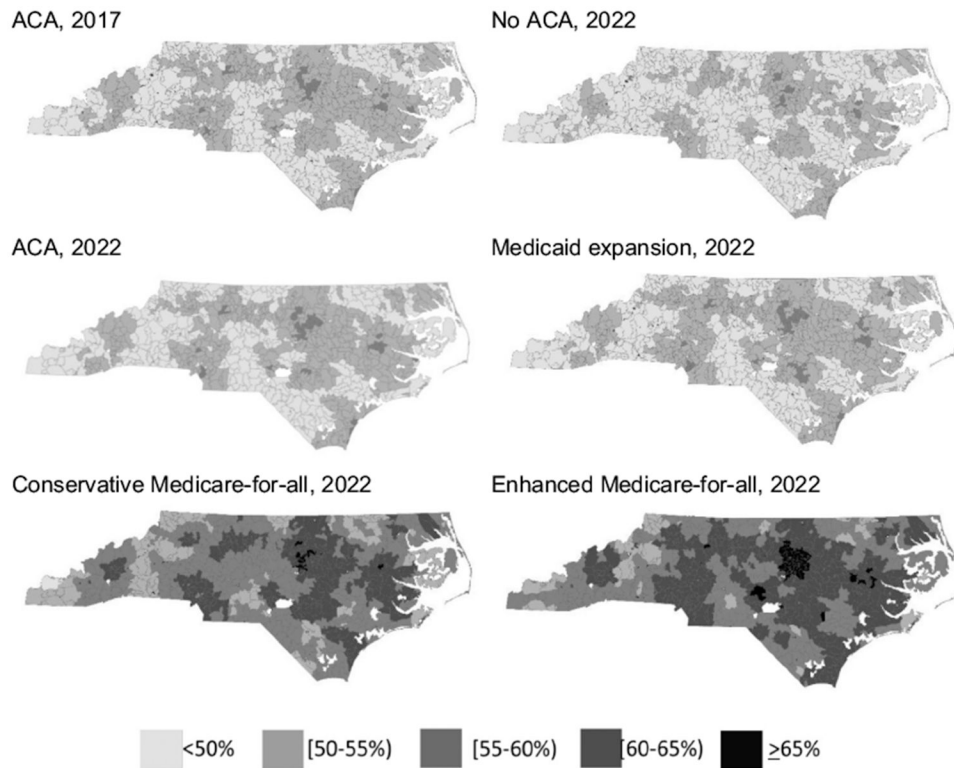 ACA, 2017
No ACA, 2022
ACA, 2022
Medicaid expansion, 2022
Conservative Medicare-for-all, 2022
Enhanced Medicare-for-all, 2022
<50% [50-55%) [55-60%) [60-65%) ≥65%